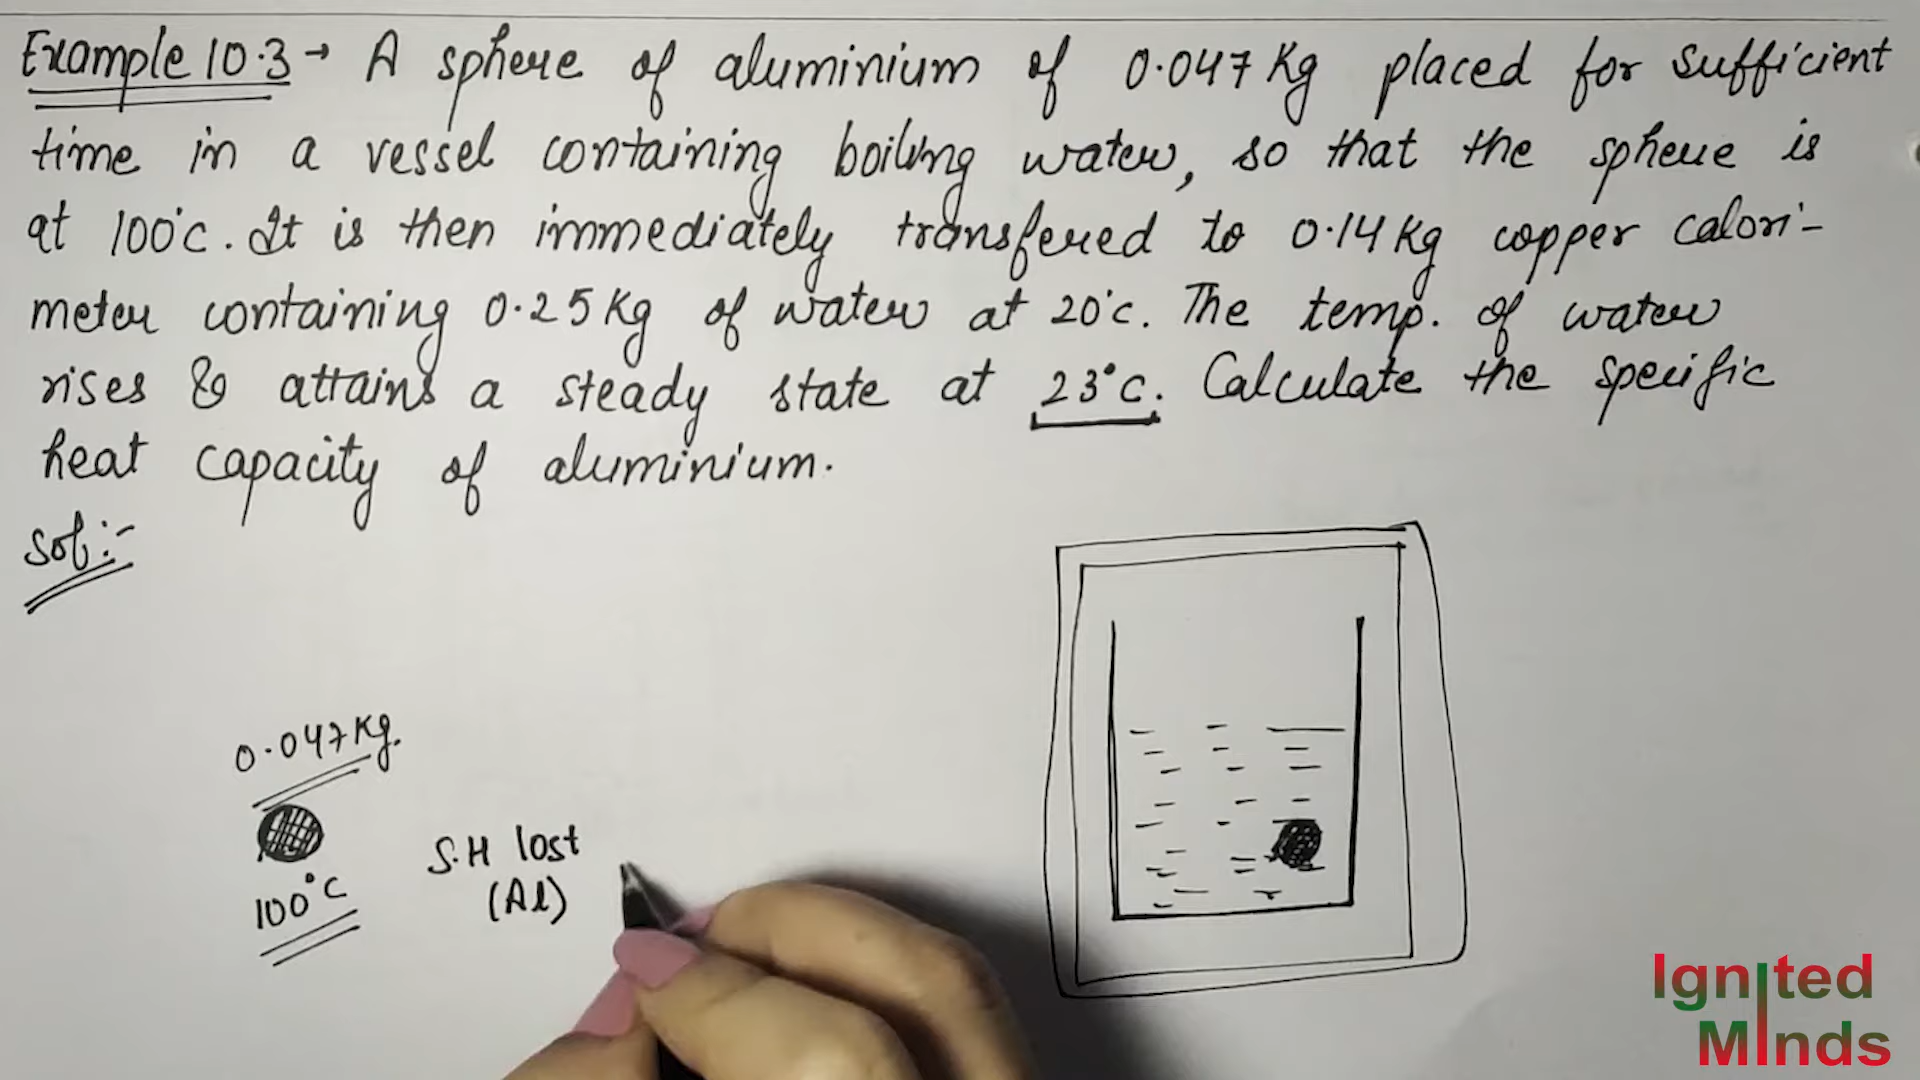 Example 10.3 → A sphere of aluminium of 0.047 Kg placed for sufficient
time in a vessel containing boiling water, so that the sphere is
at 100°c. It is then immediately transfered to 0.14 Kg copper calori-
meter containing 0.25 Kg of water at 20°c. The temp. of water
rises & attains a steady state at 23°c. Calculate the specific
heat capacity of aluminium.
Sol:-
0.047 Kg.
100°C
S.H lost
(Al)
Ignited
Minds